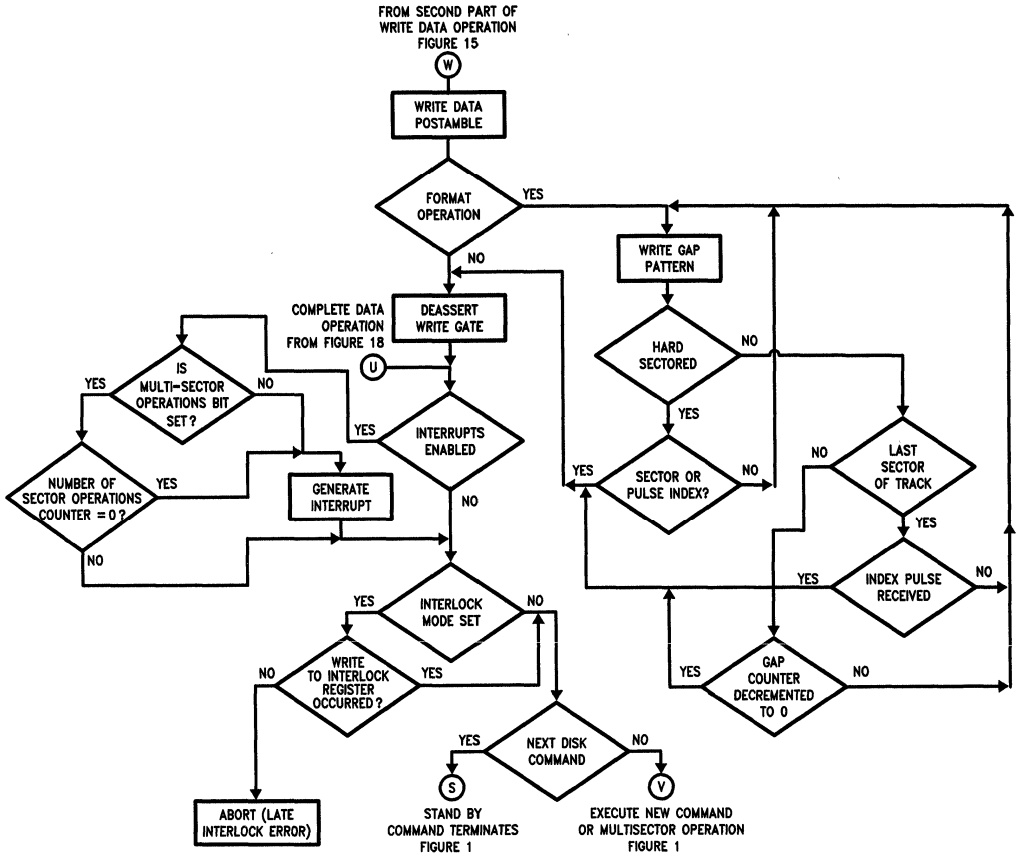 FROM SECOND PART OF
WRITE DATA OPERATION
FIGURE 15
W
WRITE DATA
POSTAMBLE
FORMAT
OPERATION
YES
NO
WRITE GAP
PATTERN
COMPLETE DATA
OPERATION
FROM FIGURE 18
DEASSERT
WRITE GATE
U
HARD
SECTORED
NO
YES
IS
MULTI-SECTOR
OPERATIONS BIT
SET?
YES
NO
YES
INTERRUPTS
ENABLED
NO
NUMBER OF
SECTOR OPERATIONS
COUNTER = 0?
YES
NO
GENERATE
INTERRUPT
YES
SECTOR OR
PULSE INDEX?
NO
NO
LAST
SECTOR
OF TRACK
YES
YES
INDEX PULSE
RECEIVED
NO
YES
INTERLOCK
MODE SET
NO
NO
WRITE
TO INTERLOCK
REGISTER
OCCURRED?
YES
YES
GAP
COUNTER
DECREMENTED
TO 0
NO
YES
NEXT DISK
COMMAND
NO
S
V
ABORT (LATE
INTERLOCK ERROR)
STAND BY
COMMAND TERMINATES
FIGURE 1
EXECUTE NEW COMMAND
OR MULTISECTOR OPERATION
FIGURE 1